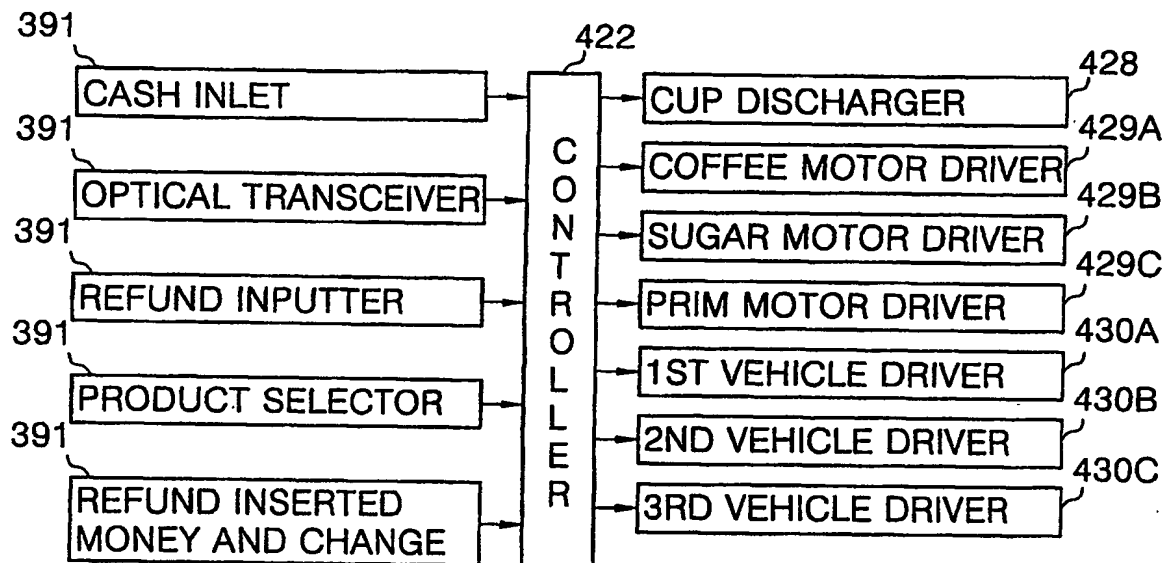 391
CASH INLET
391
OPTICAL TRANSCEIVER
391
REFUND INPUTTER
391
PRODUCT SELECTOR
391
REFUND INSERTED
MONEY AND CHANGE
422
CONTROLLER
428
CUP DISCHARGER
429A
COFFEE MOTOR DRIVER
429B
SUGAR MOTOR DRIVER
429C
PRIM MOTOR DRIVER
430A
1ST VEHICLE DRIVER
430B
2ND VEHICLE DRIVER
430C
3RD VEHICLE DRIVER